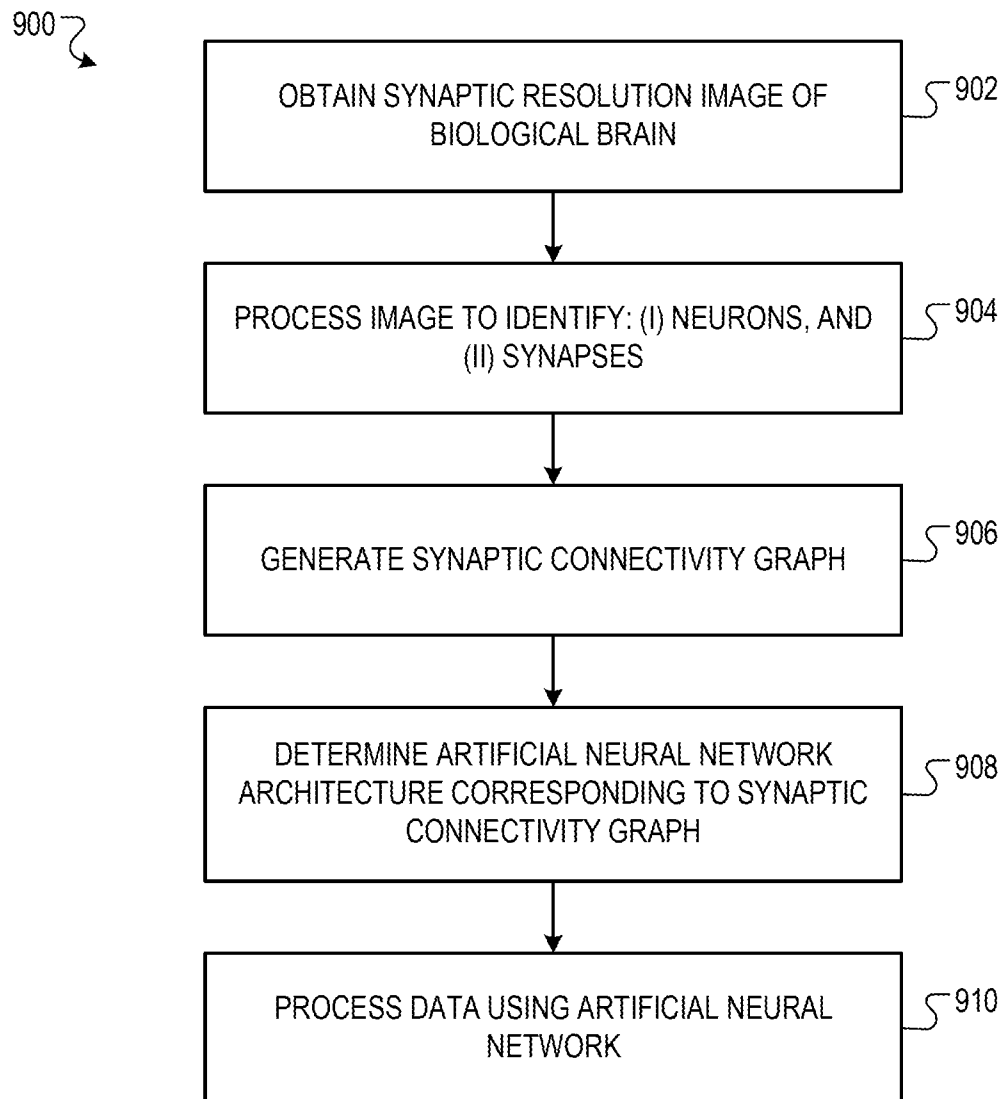 900
OBTAIN SYNAPTIC RESOLUTION IMAGE OF
BIOLOGICAL BRAIN
902
PROCESS IMAGE TO IDENTIFY: (I) NEURONS, AND
(II) SYNAPSES
904
GENERATE SYNAPTIC CONNECTIVITY GRAPH
906
DETERMINE ARTIFICIAL NEURAL NETWORK
ARCHITECTURE CORRESPONDING TO SYNAPTIC
CONNECTIVITY GRAPH
908
PROCESS DATA USING ARTIFICIAL NEURAL
NETWORK
910